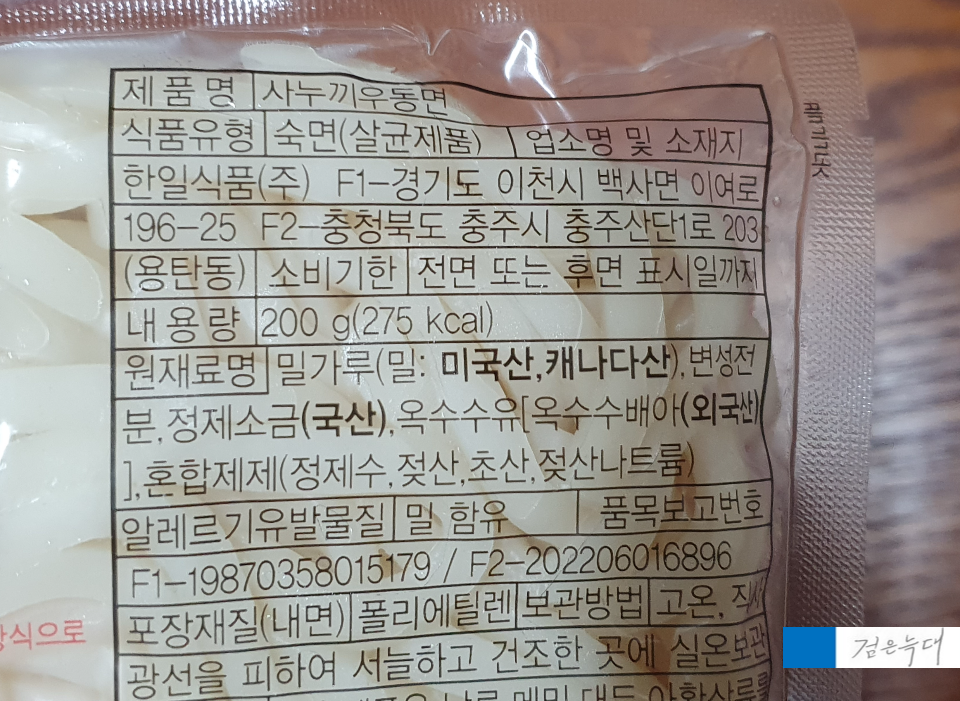 제 품 명 사누끼우동면
식품유형 숙면(살균제품) 업소명 및 소재지
한일식품(주) F1-경기도 이천시 백사면 이여로
196-25 F2-충청북도 충주시 충주산단1로 203
(용탄동) 소비기한 전면 또는 후면 표시일까지
내 용 량 200 g(275 kcal)
원재료명 밀가루(밀: 미국산,캐나다산),변성전
분,정제소금(국산),옥수수유[옥수수배아(외국산)
],혼합제제(정제수,젖산,초산,젖산나트륨)
알레르기유발물질 밀 함유 품목보고번호
F1-19870358015179 / F2-202206016896
포장재질(내면) 폴리에틸렌 보관방법 고온, 직사
광선을 피하여 서늘하고 건조한 곳에 실온보관
식으로
검은늑대